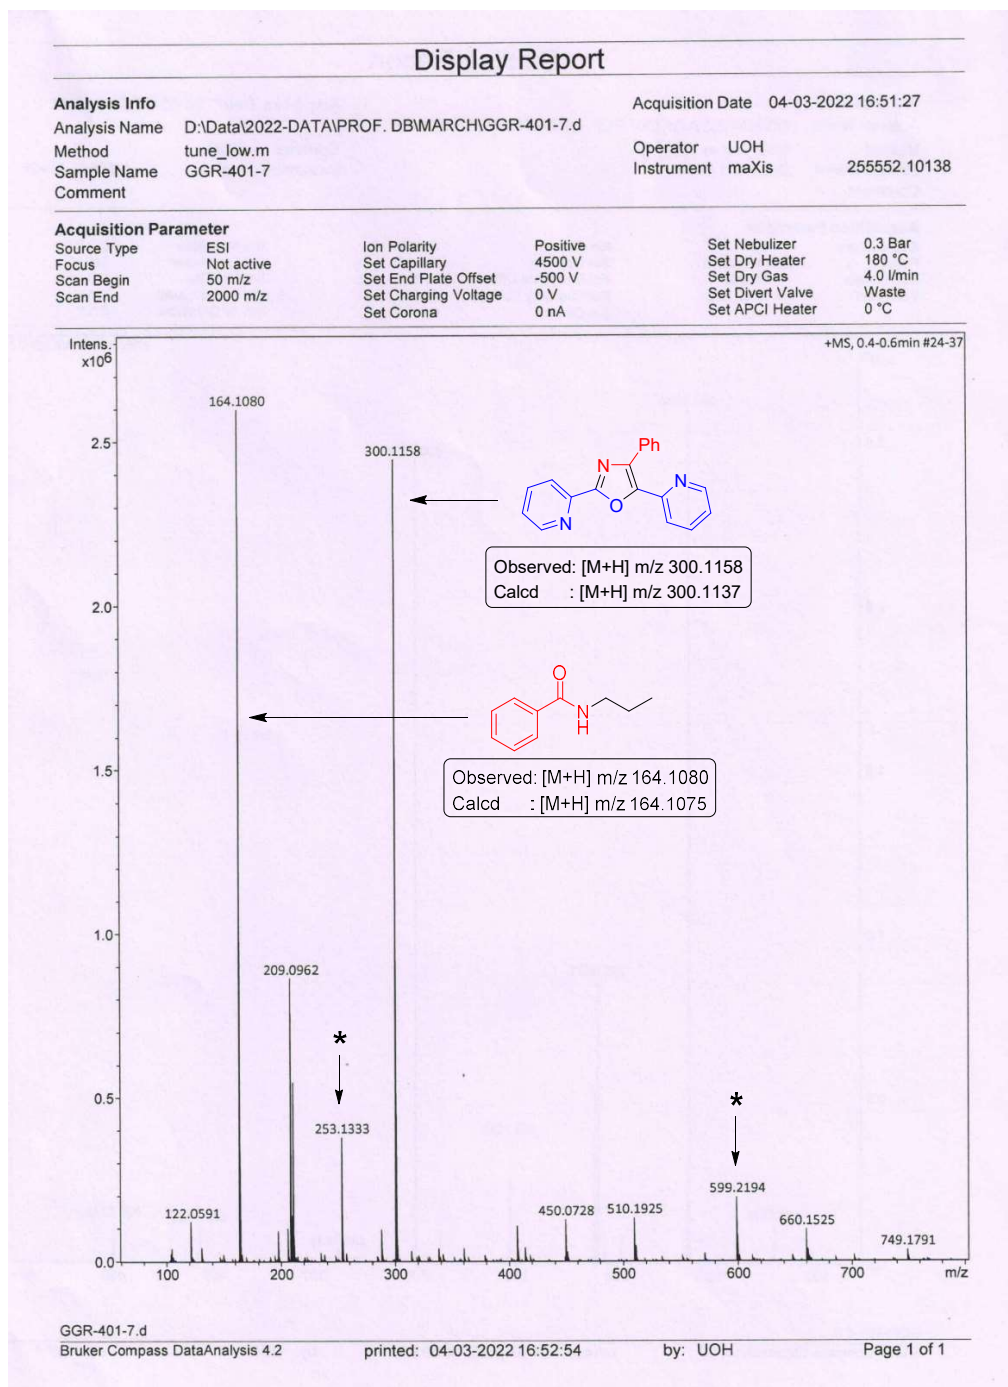 Display Report
Analysis Info
Acquisition Date 04-03-2022 16:51:27
Analysis Name D:\Data\2022-DATA\PROF. DB\MARCH\GGR-401-7.d
Method tune_low.m
Operator UOH
Sample Name GGR-401-7
Instrument maXis 255552.10138
Comment
Acquisition Parameter
Source Type ESI Ion Polarity Positive Set Nebulizer 0.3 Bar
Focus Not active Set Capillary 4500 V Set Dry Heater 180 °C
Scan Begin 50 m/z Set End Plate Offset -500 V Set Dry Gas 4.0 l/min
Scan End 2000 m/z Set Charging Voltage 0 V Set Divert Valve Waste
Set Corona 0 nA Set APCI Heater 0 °C
Intens.
x10⁶
+MS, 0.4-0.6min #24-37
164.1080
2.5
300.1158
Ph
N
N
O
N
Observed: [M+H] m/z 300.1158
Calcd : [M+H] m/z 300.1137
2.0
O
N
H
1.5
Observed: [M+H] m/z 164.1080
Calcd : [M+H] m/z 164.1075
1.0
209.0962
*
0.5
253.1333
*
599.2194
122.0591
450.0728
510.1925
660.1525
749.1791
0.0
100 200 300 400 500 600 700 m/z
GGR-401-7.d
Bruker Compass DataAnalysis 4.2 printed: 04-03-2022 16:52:54 by: UOH Page 1 of 1